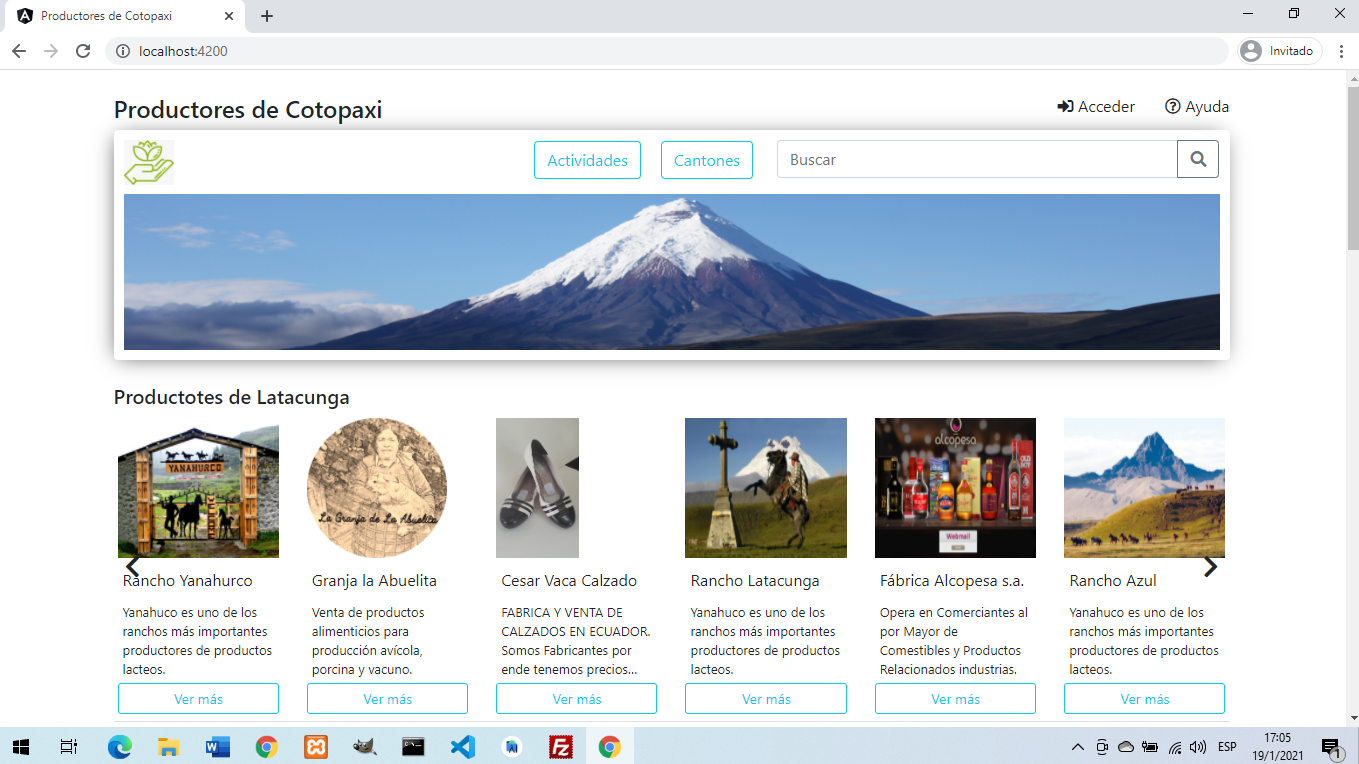 Productores de Cotopaxi
localhost:4200
Invitado
Productores de Cotopaxi
Acceder
Ayuda
Actividades
Cantones
Buscar
Productotes de Latacunga
YANAHURCO
La Granja de La Abuelita
alcopesa
OLD
Webmail
Rancho Yanahurco
Yanahuco es uno de los
ranchos más importantes
productores de productos
lacteos.
Ver más
Granja la Abuelita
Venta de productos
alimenticios para
producción avícola,
porcina y vacuno.
Ver más
Cesar Vaca Calzado
FABRICA Y VENTA DE
CALZADOS EN ECUADOR.
Somos Fabricantes por
ende tenemos precios...
Ver más
Rancho Latacunga
Yanahuco es uno de los
ranchos más importantes
productores de productos
lacteos.
Ver más
Fábrica Alcopesa s.a.
Opera en Comerciantes al
por Mayor de
Comestibles y Productos
Relacionados industrias.
Ver más
Rancho Azul
Yanahuco es uno de los
ranchos más importantes
productores de productos
lacteos.
Ver más
ESP
17:05
19/1/2021
1